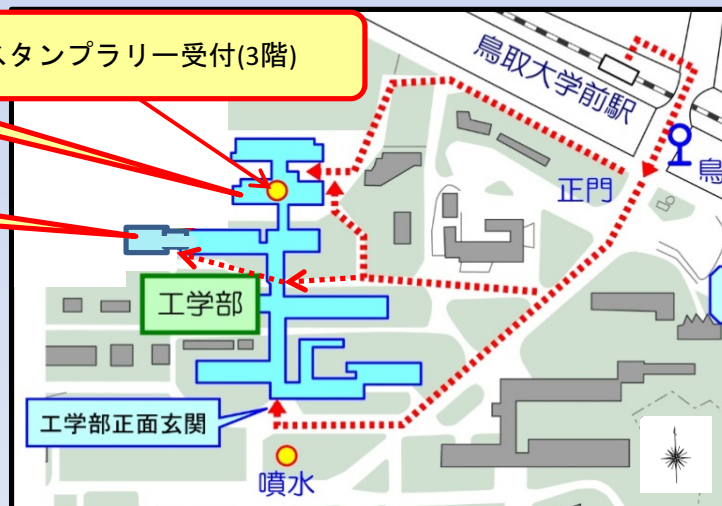 スタンプラリー受付(3階)
鳥取大学前駅
鳥
正門
工学部
工学部正面玄関
噴水